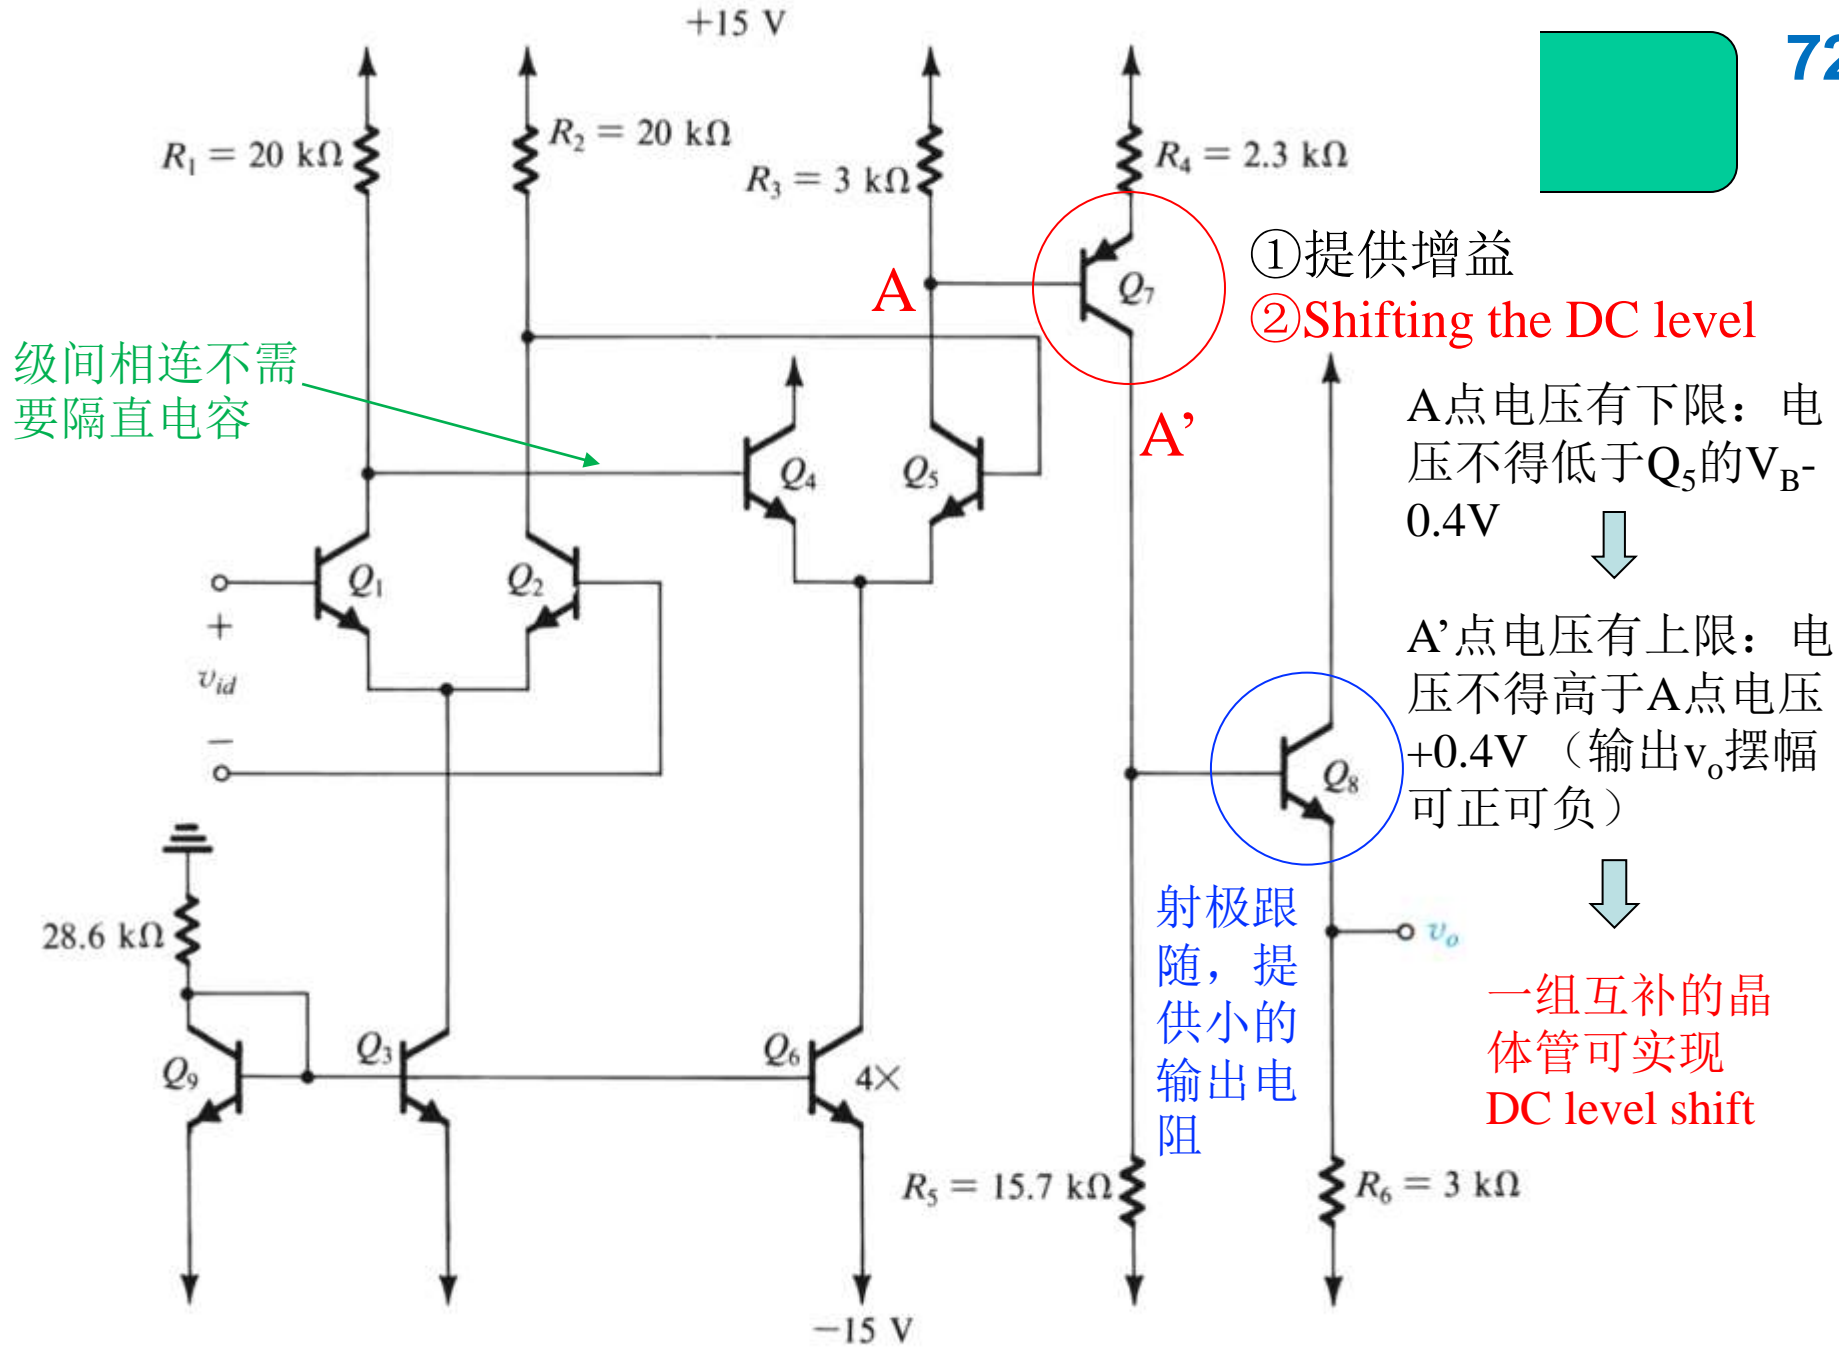 +15 V
72
R1 = 20 kΩ
R2 = 20 kΩ
R3 = 3 kΩ
R4 = 2.3 kΩ
①提供增益
②Shifting the DC level
A
Q7
A’
级间相连不需
要隔直电容
Q4
Q5
A点电压有下限：电
压不得低于Q5的VB-
0.4V
Q1
Q2
+
vid
−
A’点电压有上限：电
压不得高于A点电压
+0.4V （输出vo摆幅
可正可负）
Q8
射极跟
随，提
供小的
输出电
阻
vo
28.6 kΩ
一组互补的晶
体管可实现
DC level shift
Q9
Q3
Q6
4×
R5 = 15.7 kΩ
R6 = 3 kΩ
−15 V